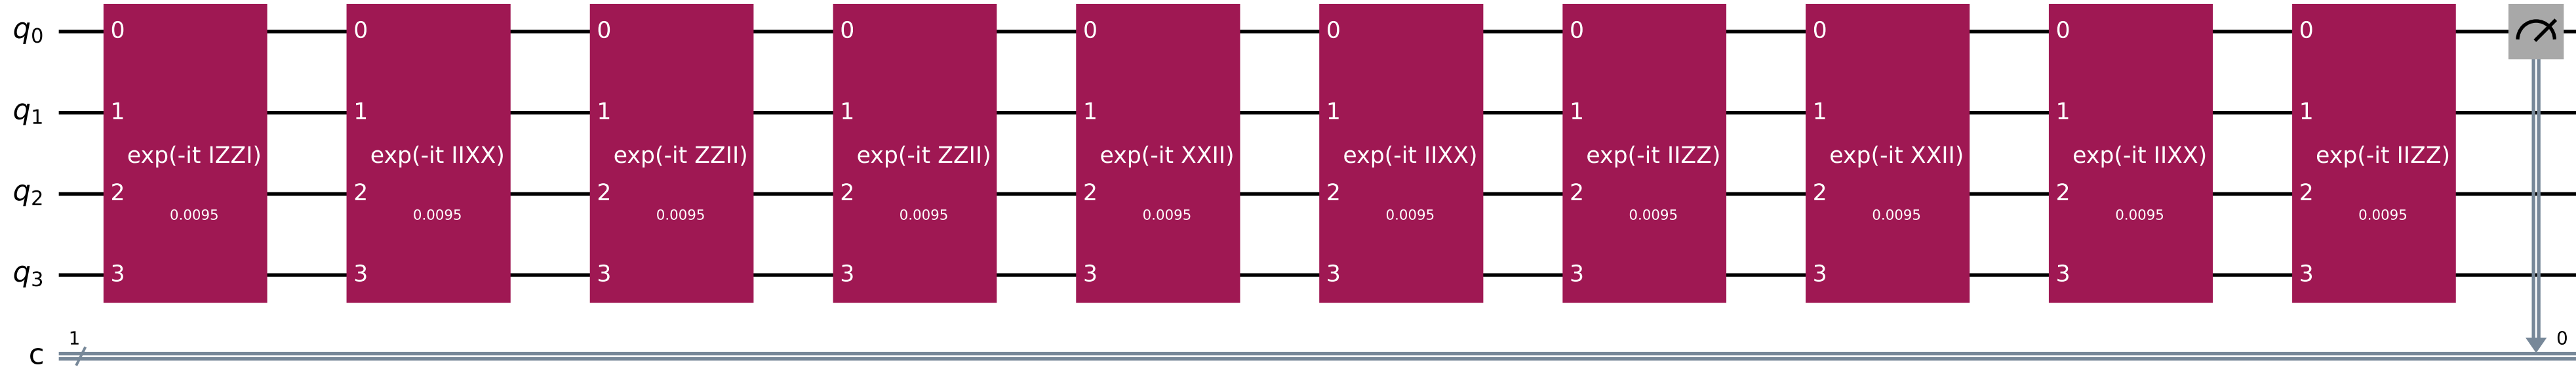 q0 0 0 0 0 0 0 0 0 0 0
q1 1 1 1 1 1 1 1 1 1 1
exp(-it IZZI) exp(-it IIXX) exp(-it ZZII) exp(-it ZZII) exp(-it XXII) exp(-it IIXX) exp(-it IIZZ) exp(-it XXII) exp(-it IIXX) exp(-it IIZZ)
q2 2 2 2 2 2 2 2 2 2 2
0.0095 0.0095 0.0095 0.0095 0.0095 0.0095 0.0095 0.0095 0.0095 0.0095
q3 3 3 3 3 3 3 3 3 3 3
1 0
c